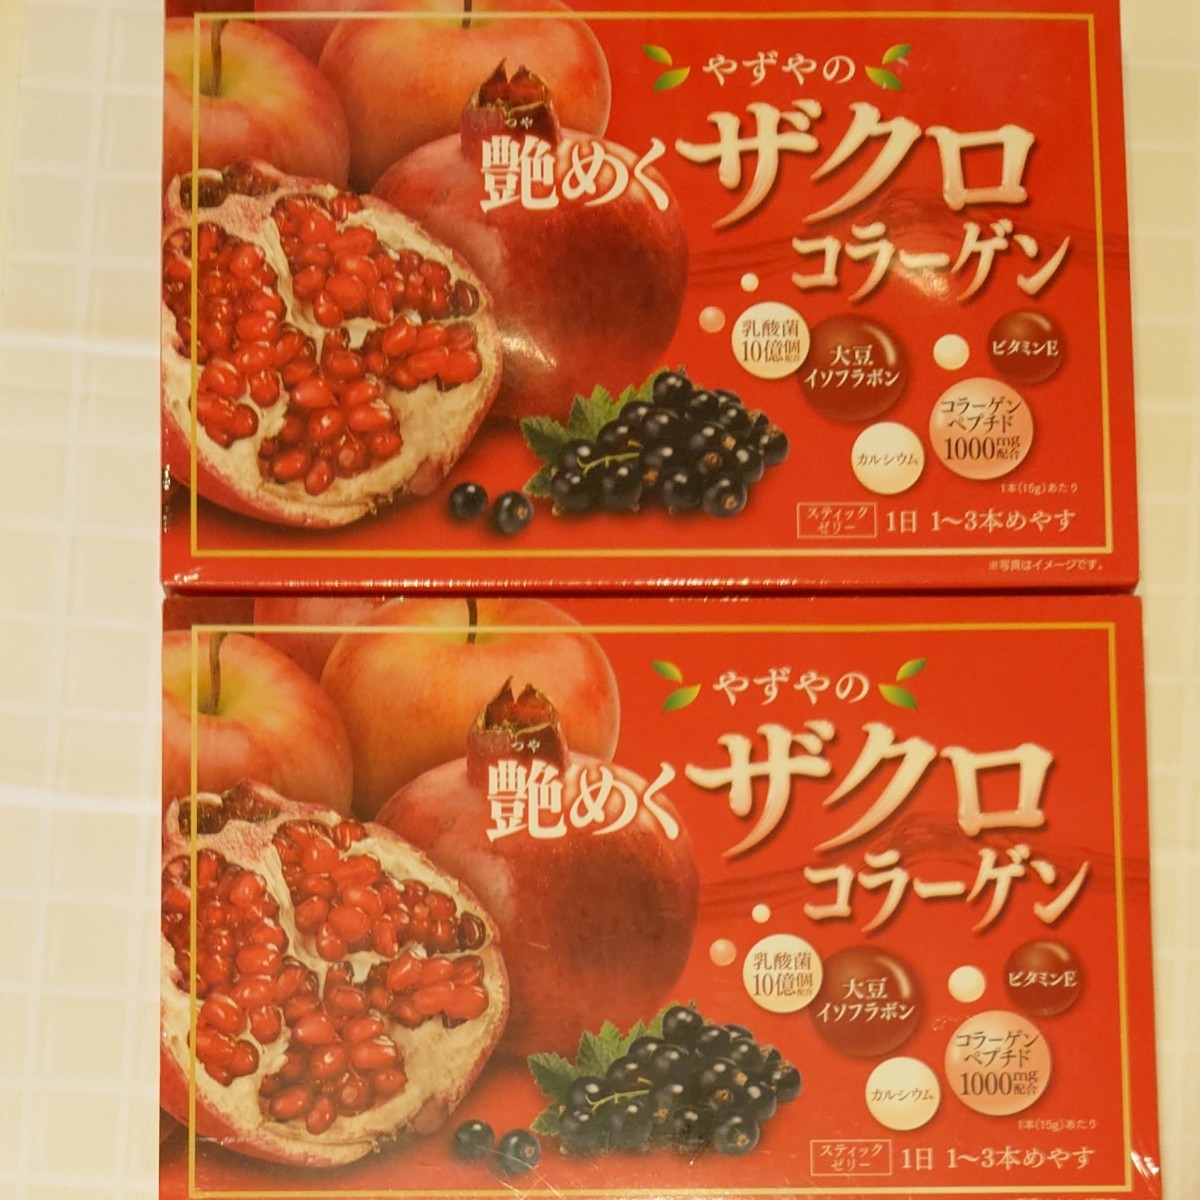 やずやの
つや
艶めくザクロ
コラーゲン
乳酸菌
10億個配合
大豆
イソフラボン
ビタミンE
コラーゲン
ペプチド
1000mg配合
カルシウム
1本(15g)あたり
スティック
ゼリー
1日 1〜3本めやす
※写真はイメージです。
やずやの
つや
艶めくザクロ
コラーゲン
乳酸菌
10億個配合
大豆
イソフラボン
ビタミンE
コラーゲン
ペプチド
1000mg配合
カルシウム
1本(15g)あたり
スティック
ゼリー
1日 1〜3本めやす